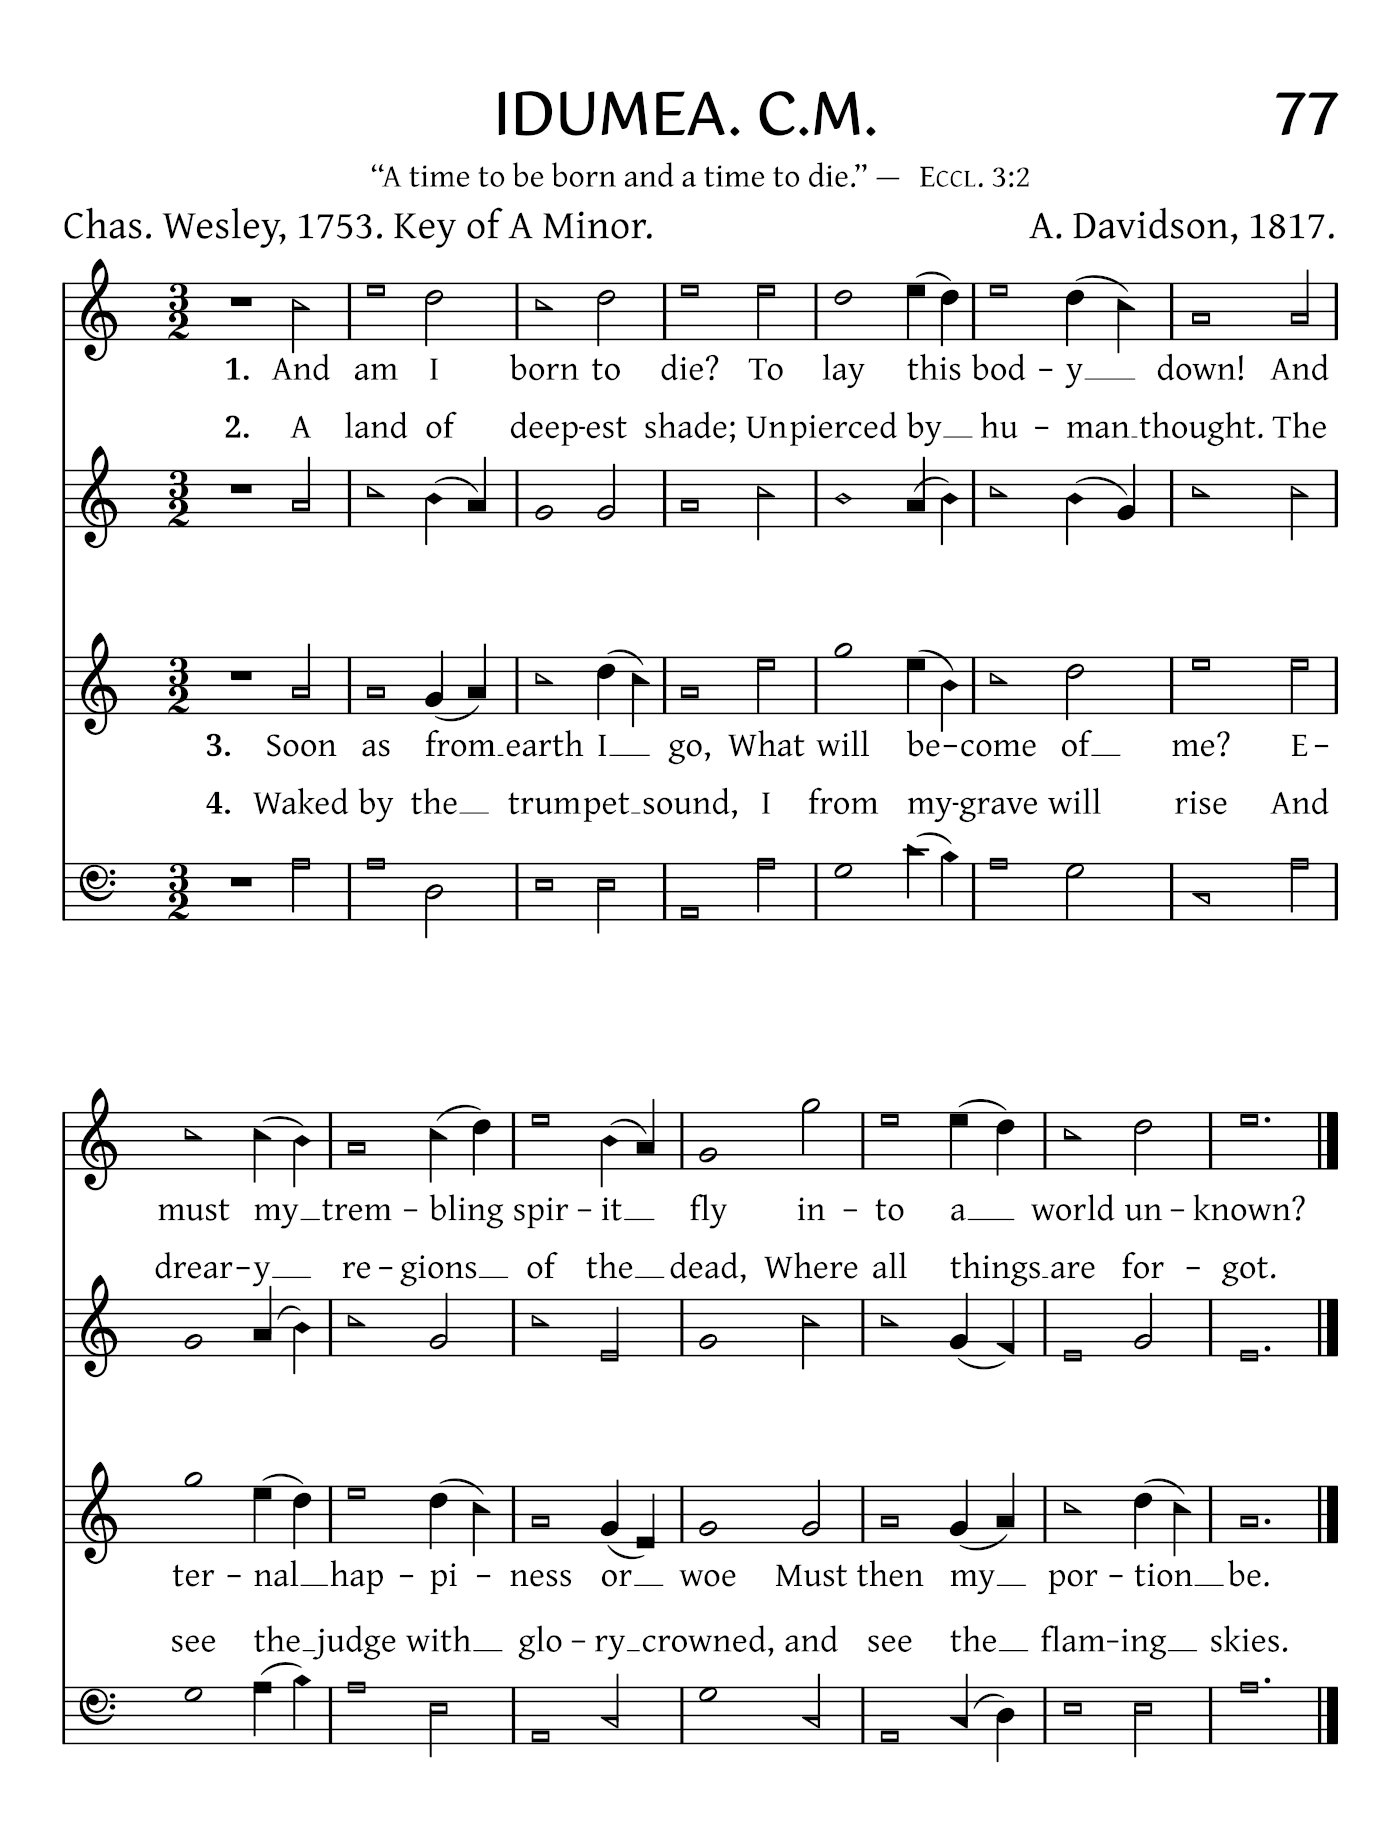 IDUMEA. C.M. 77
“A time to be born and a time to die.” — Eccl. 3:2
Chas. Wesley, 1753. Key of A Minor. A. Davidson, 1817.
3 2
1. And am I born to die? To lay this bod – y down! And
2. A land of deep-est shade; Unpierced by hu – man thought. The
3 2
3 2
3. Soon as from earth I go, What will be–come of me? E –
4. Waked by the trumpet sound, I from my-grave will rise And
3 2
must my trem – bling spir – it fly in – to a world un – known?
drear–y re – gions of the dead, Where all things are for – got.
ter – nal hap – pi – ness or woe Must then my por – tion be.
see the judge with glo – ry crowned, and see the flam–ing skies.